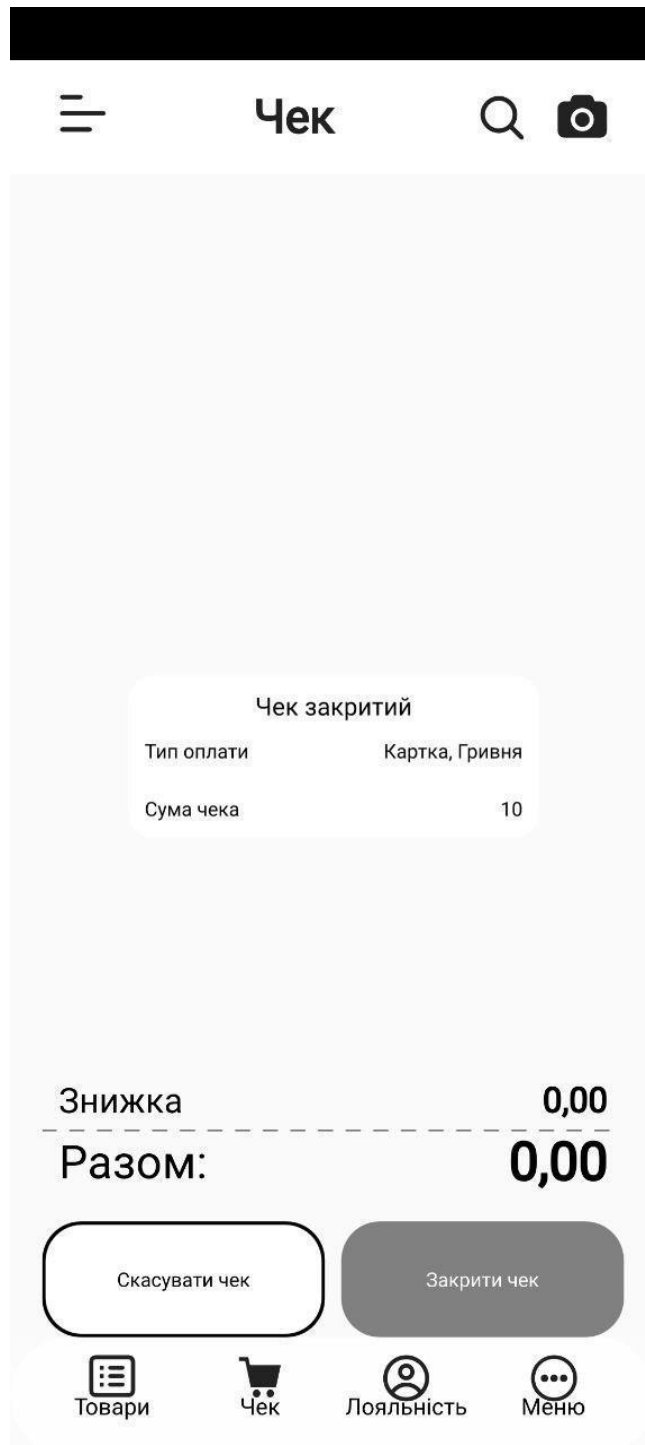 Чек
Чек закритий
Тип оплати Картка, Гривня
Сума чека 10
Знижка 0,00
Разом: 0,00
Скасувати чек Закрити чек
Товари Чек Лояльність Меню